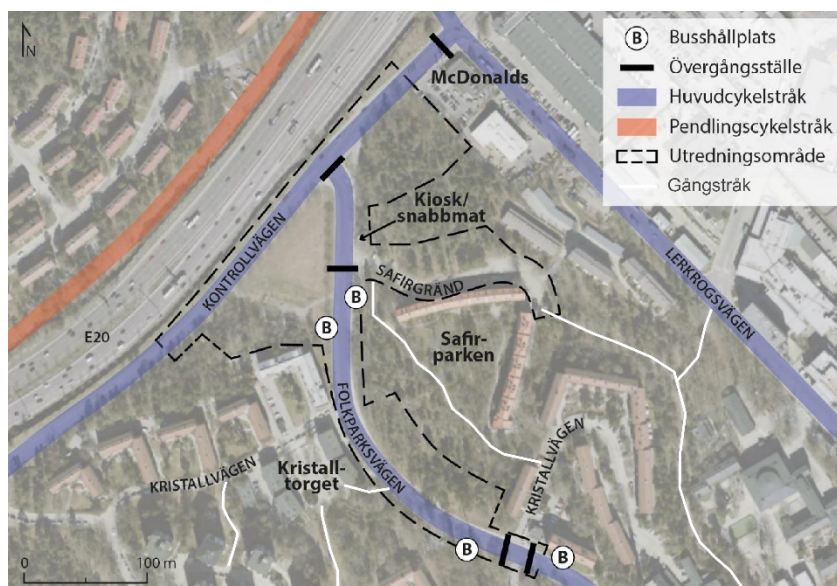 N
McDonalds
B Busshållplats
Övergångsställe
Huvudcykelstråk
Pendlingscykelstråk
Utredningsområde
Gångstråk
Kiosk/
snabbmat
KONTROLLVÄGEN
SAFIRGRÄND
LERKROGSVÄGEN
B
B
E20
Safir-
parken
FOLKPARKSVÄGEN
KRISTALLVÄGEN
Kristall-
torget
KRISTALLVÄGEN
B
B
0 100 m